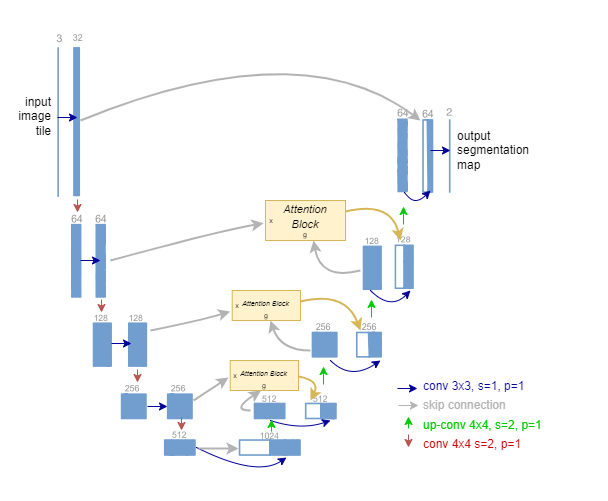 3 32
input
image
tile
64 64 2
output
segmentation
map
64 64
Attention
Block
x
g
128 128
128 128
x Attention Block
g
256 256
256 256
x Attention Block
g
512 512
512
1024
conv 3x3, s=1, p=1
skip connection
up-conv 4x4, s=2, p=1
conv 4x4 s=2, p=1